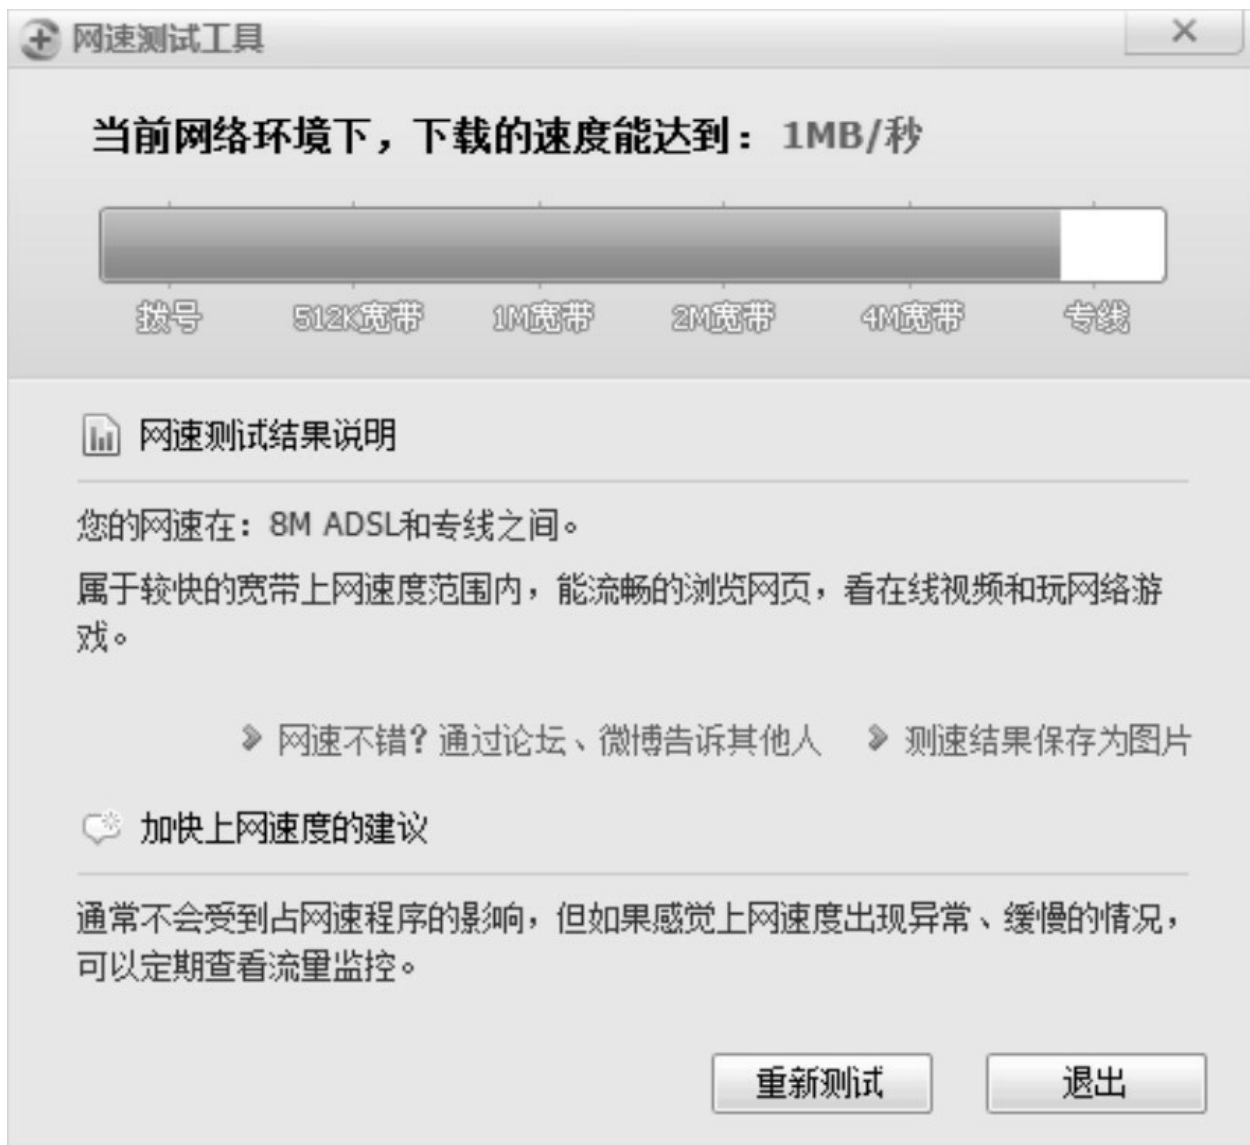 网速测试工具
当前网络环境下，下载的速度能达到：1MB/秒
拨号 512K宽带 1M宽带 2M宽带 4M宽带 专线
网速测试结果说明
您的网速在：8M ADSL和专线之间。
属于较快的宽带上网速度范围内，能流畅的浏览网页，看在线视频和玩网络游
戏。
网速不错？通过论坛、微博告诉其他人 测速结果保存为图片
加快上网速度的建议
通常不会受到占网速程序的影响，但如果感觉上网速度出现异常、缓慢的情况，
可以定期查看流量监控。
重新测试 退出